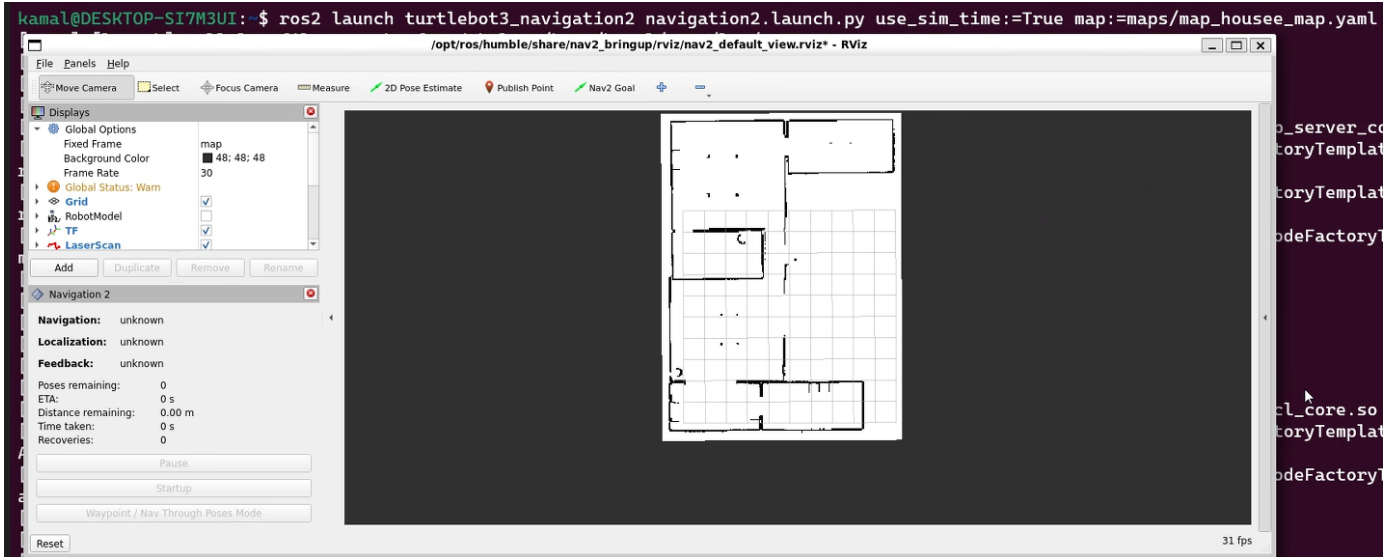 kamal@DESKTOP-SI7M3UI:~$ ros2 launch turtlebot3_navigation2 navigation2.launch.py use_sim_time:=True map:=maps/map_housee_map.yaml
/opt/ros/humble/share/nav2_bringup/rviz/nav2_default_view.rviz* - RViz
File Panels Help
Move Camera Select Focus Camera Measure 2D Pose Estimate Publish Point Nav2 Goal
Displays
Global Options
Fixed Frame map
Background Color 48; 48; 48
Frame Rate 30
Global Status: Warn
Grid
RobotModel
TF
LaserScan
Add Duplicate Remove Rename
Navigation 2
Navigation: unknown
Localization: unknown
Feedback: unknown
Poses remaining: 0
ETA: 0 s
Distance remaining: 0.00 m
Time taken: 0 s
Recoveries: 0
Pause
Startup
Waypoint / Nav Through Poses Mode
Reset
31 fps
_server_co
toryTemplat
toryTemplat
odeFactoryT
cl_core.so
toryTemplat
odeFactoryT